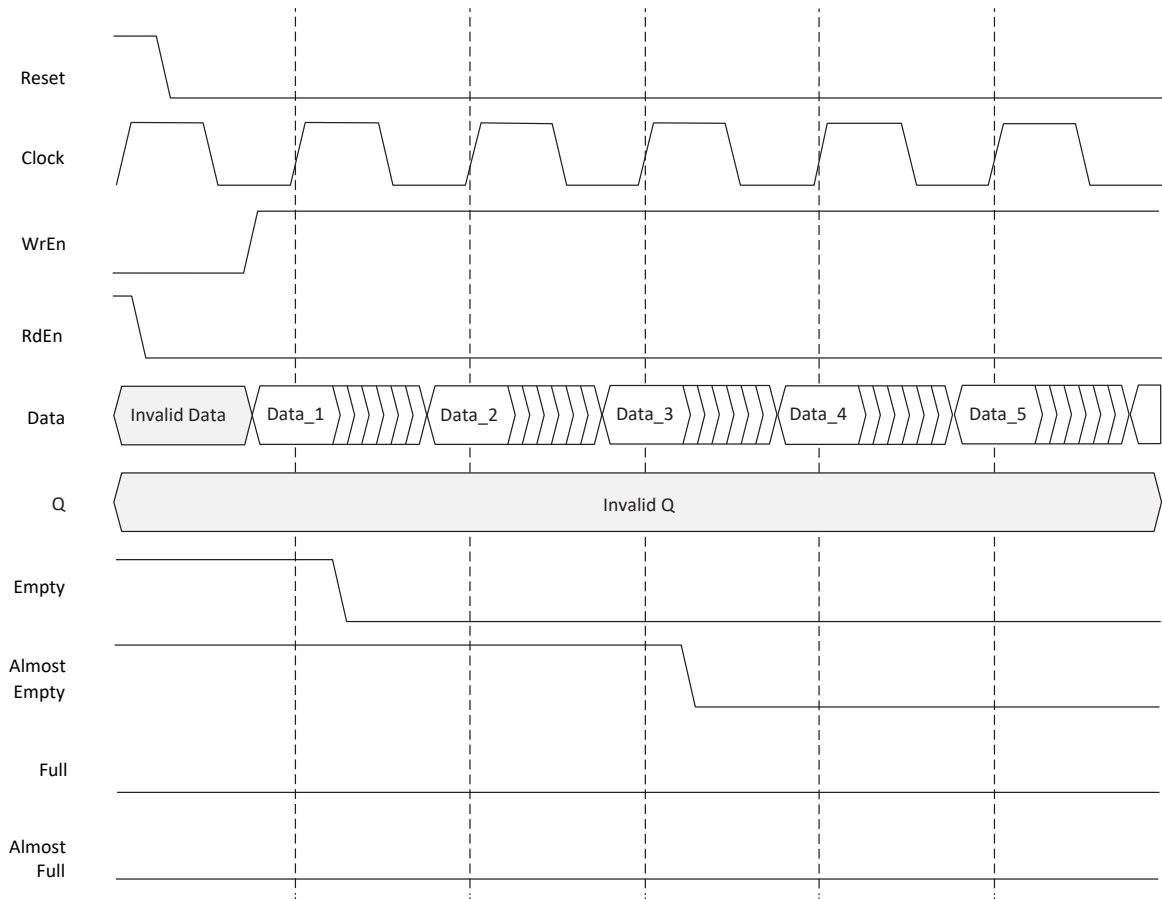 Reset
Clock
WrEn
RdEn
Data
Invalid Data
Data_1
Data_2
Data_3
Data_4
Data_5
Q
Invalid Q
Empty
Almost
Empty
Full
Almost
Full